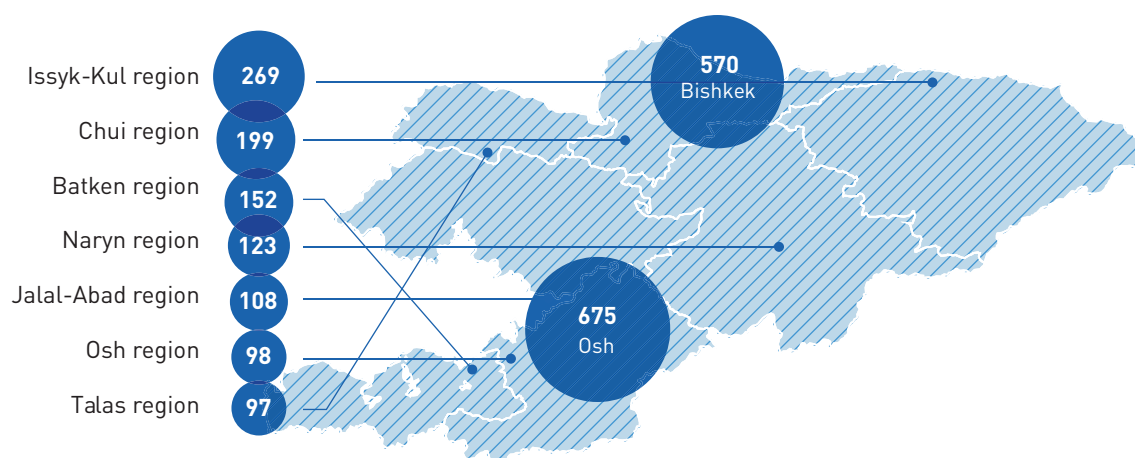 Issyk-Kul region 269
Chui region 199
Batken region 152
Naryn region 123
Jalal-Abad region 108
Osh region 98
Talas region 97
570
Bishkek
675
Osh